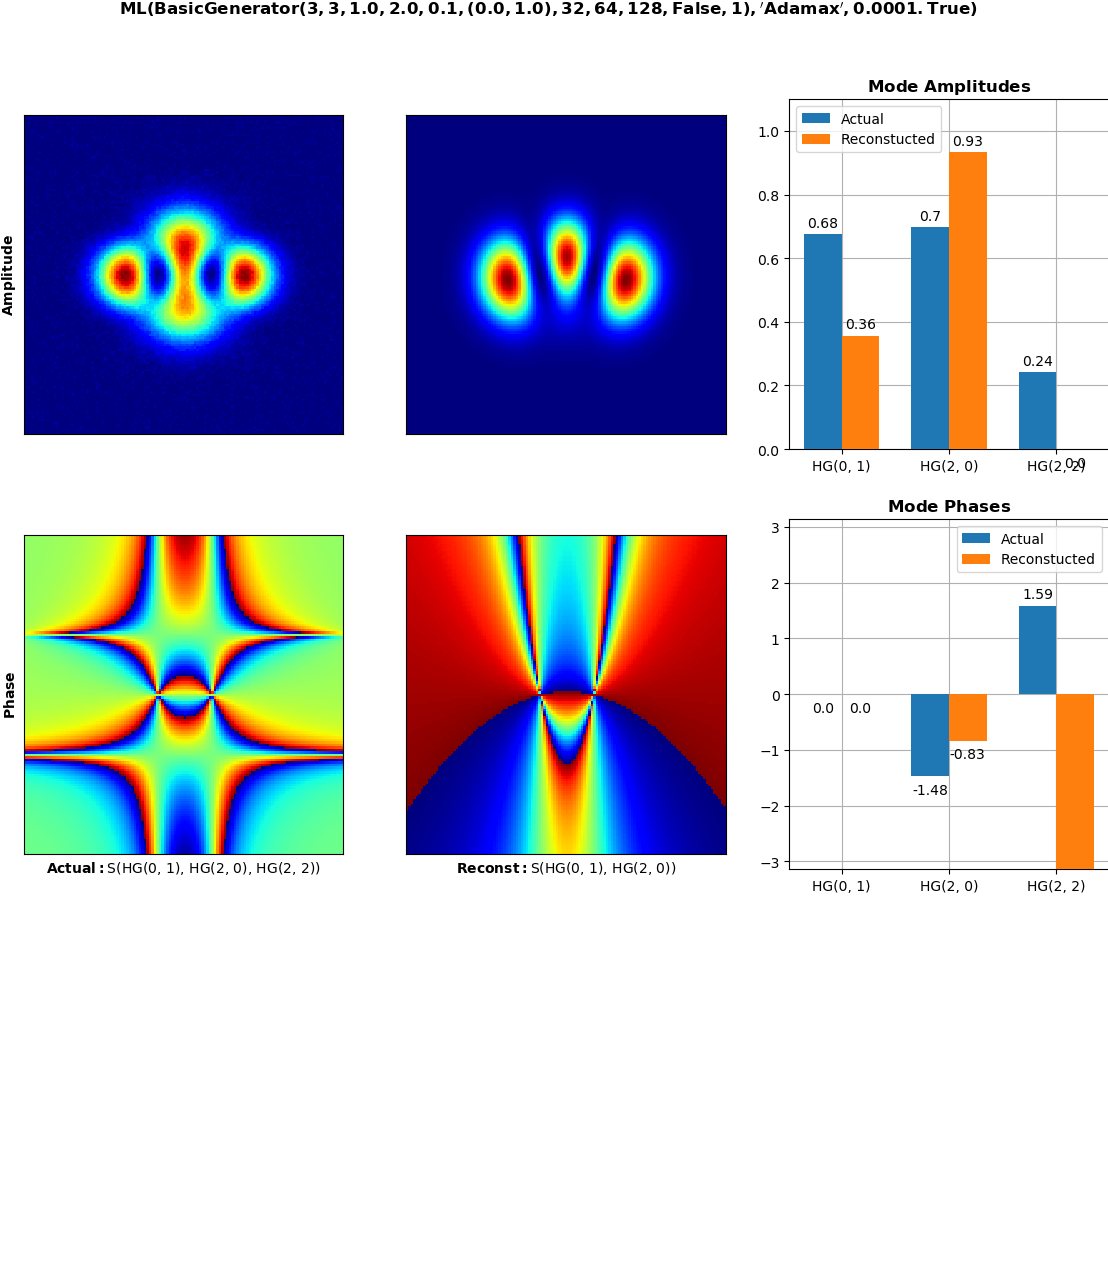 ML(BasicGenerator(3, 3, 1.0, 2.0, 0.1, (0.0, 1.0), 32, 64, 128, False, 1), ′Adamax′, 0.0001. True)
Amplitude
Mode Amplitudes
Actual
Reconstucted
1.0
0.8
0.6
0.4
0.2
0.0
0.68
0.36
0.7
0.93
0.24
0.0
HG(0, 1)
HG(2, 0)
HG(2, 2)
Phase
Actual: S(HG(0, 1), HG(2, 0), HG(2, 2))
Reconst: S(HG(0, 1), HG(2, 0))
Mode Phases
Actual
Reconstucted
3
2
1
0
−1
−2
−3
0.0
0.0
-1.48
-0.83
1.59
HG(0, 1)
HG(2, 0)
HG(2, 2)